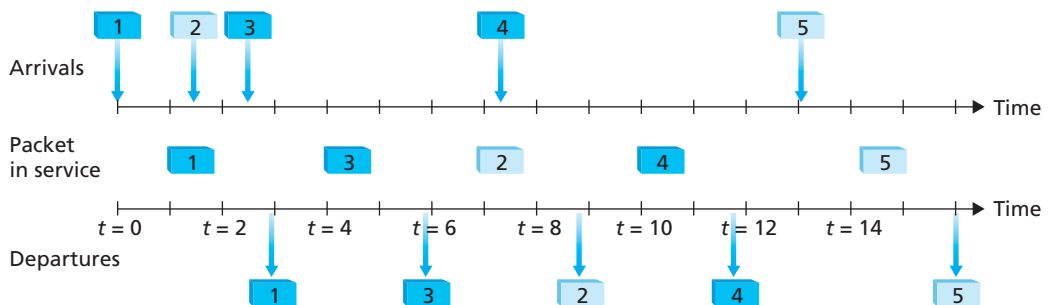 1 2 3 4 5
Arrivals
Time
Packet
in service
1 3 2 4 5
Time
t = 0 t = 2 t = 4 t = 6 t = 8 t = 10 t = 12 t = 14
Departures
1 3 2 4 5